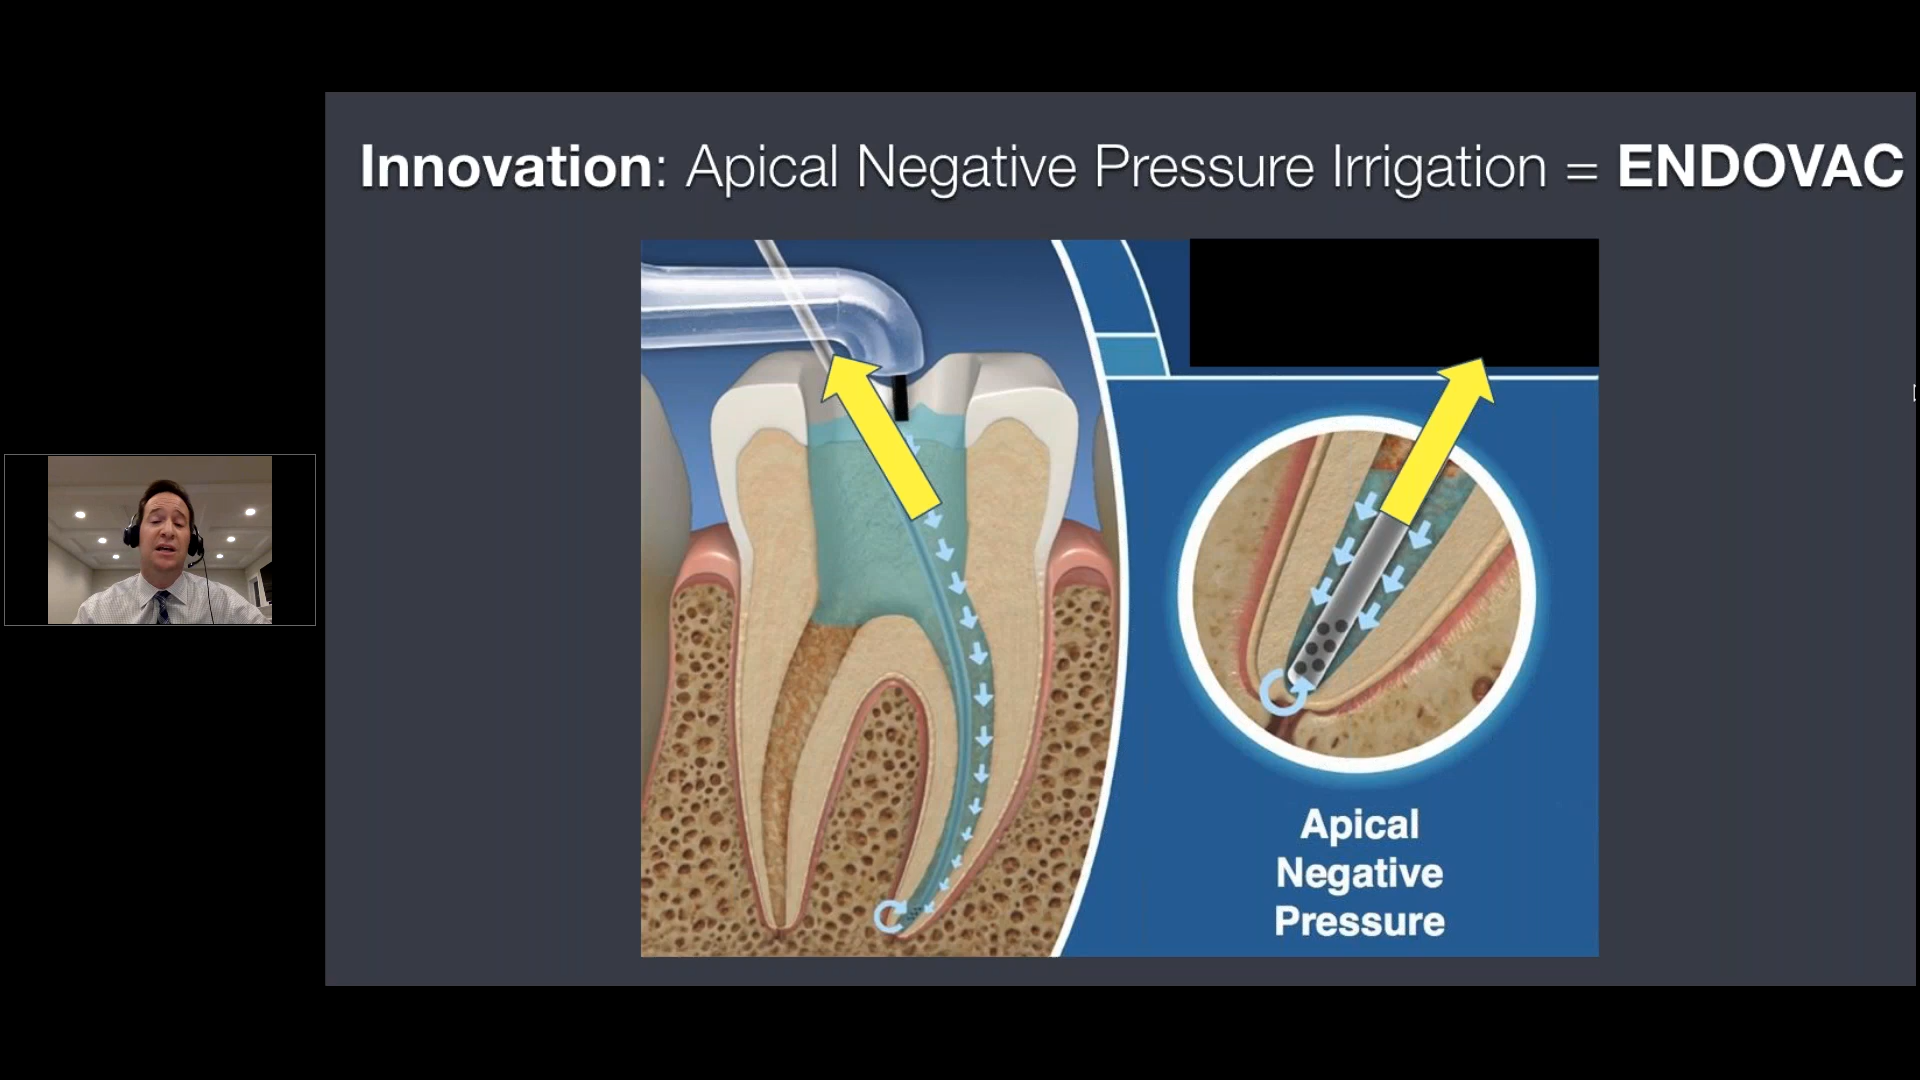 Innovation: Apical Negative Pressure Irrigation = ENDOVAC
Apical
Negative
Pressure